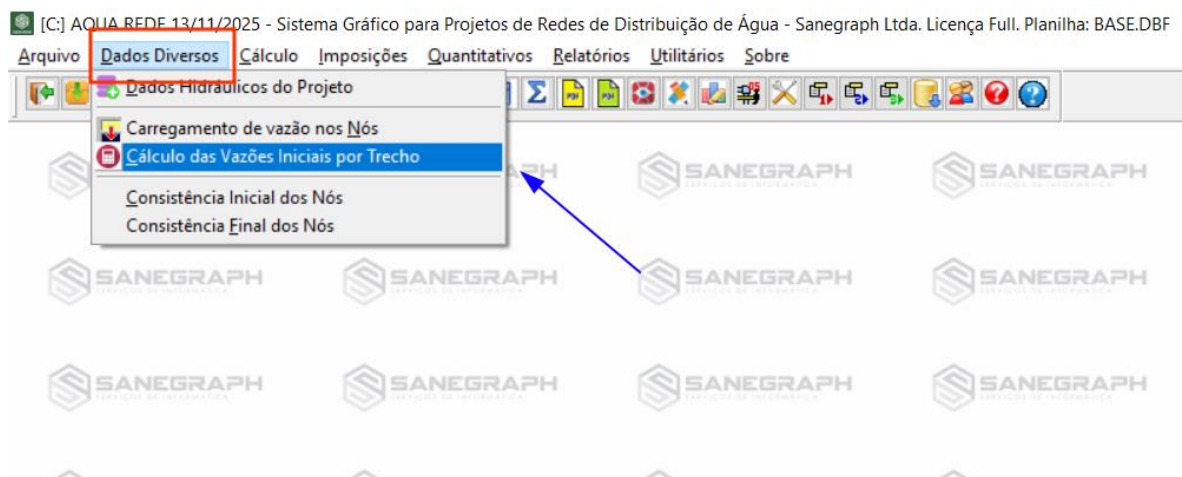 [C:] AQUA REDE 13/11/2025 - Sistema Gráfico para Projetos de Redes de Distribuição de Água - Sanegraph Ltda. Licença Full. Planilha: BASE.DBF
Arquivo Dados Diversos Cálculo Imposições Quantitativos Relatórios Utilitários Sobre
Dados Hidráulicos do Projeto
Carregamento de vazão nos Nós
Cálculo das Vazões Iniciais por Trecho
Consistência Inicial dos Nós
Consistência Final dos Nós
SANEGRAPH SANEGRAPH
SANEGRAPH SANEGRAPH SANEGRAPH SANEGRAPH
SANEGRAPH SANEGRAPH SANEGRAPH SANEGRAPH